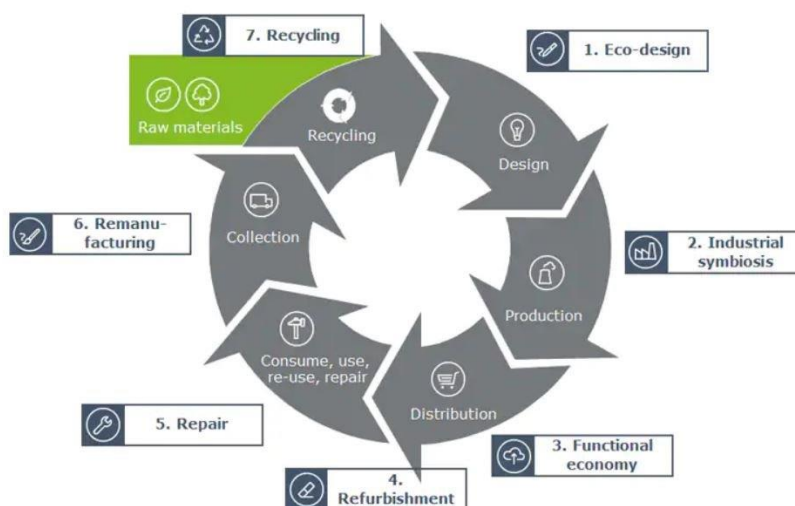 7. Recycling
1. Eco-design
Raw materials
Recycling
Design
6. Remanu-
facturing
Collection
2. Industrial
symbiosis
Production
Consume, use,
re-use, repair
Distribution
5. Repair
3. Functional
economy
4.
Refurbishment